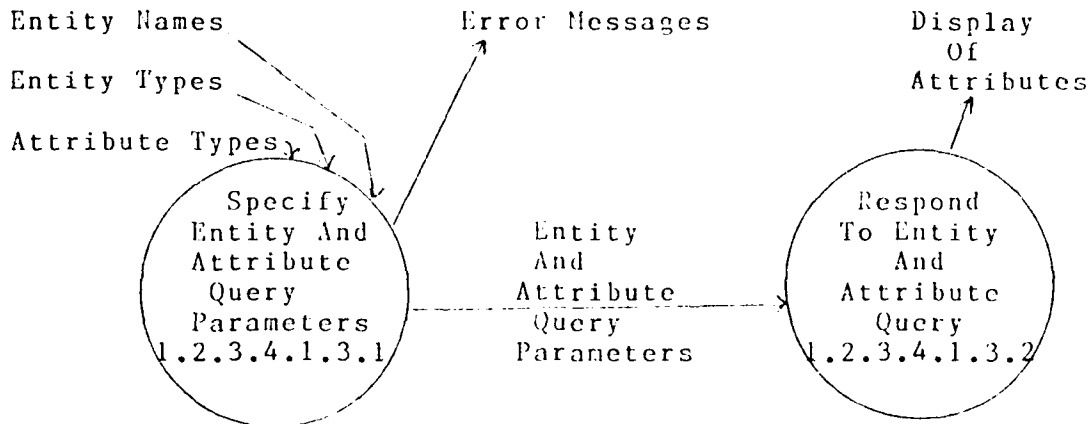 Entity Names
Error Messages
Display
Of
Attributes
Entity Types
Attribute Types
Specify
Entity And
Attribute
Query
Parameters
1.2.3.4.1.3.1
Entity
And
Attribute
Query
Parameters
Respond
To Entity
And
Attribute
Query
1.2.3.4.1.3.2